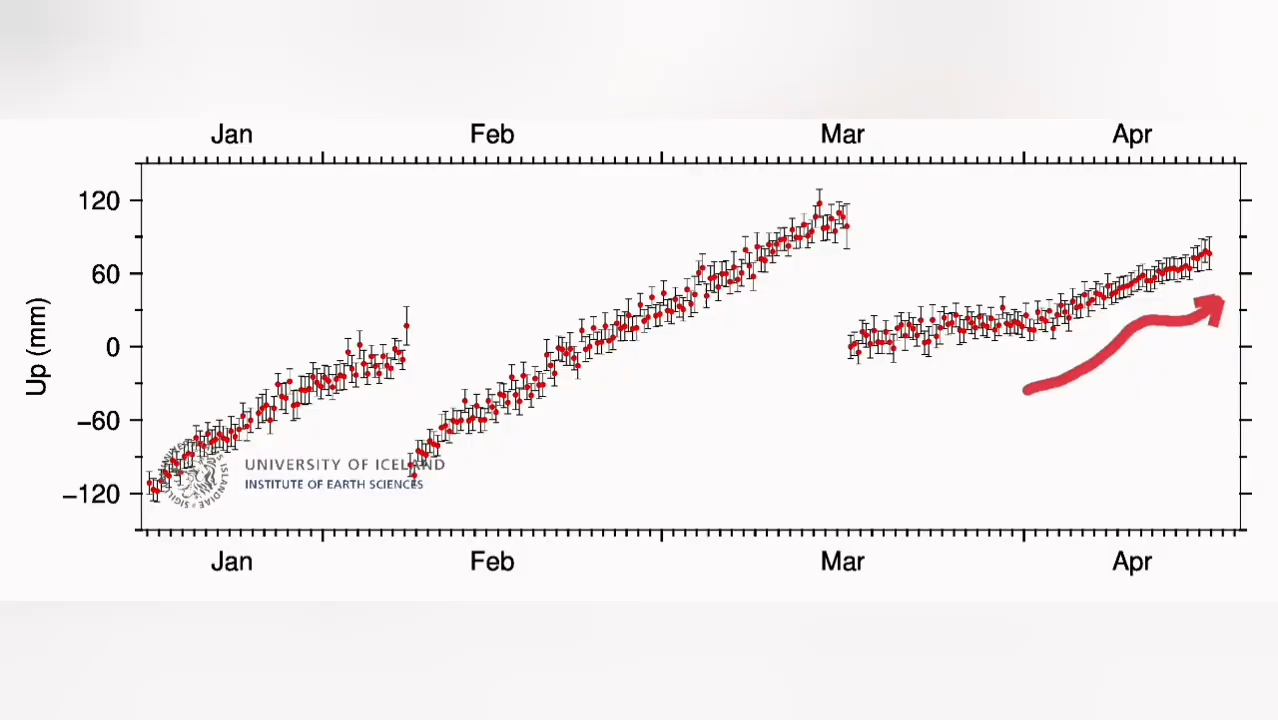 Jan Feb Mar Apr
120
60
0
−60
−120
Up (mm)
UNIVERSITY OF ICELAND
INSTITUTE OF EARTH SCIENCES
Jan Feb Mar Apr